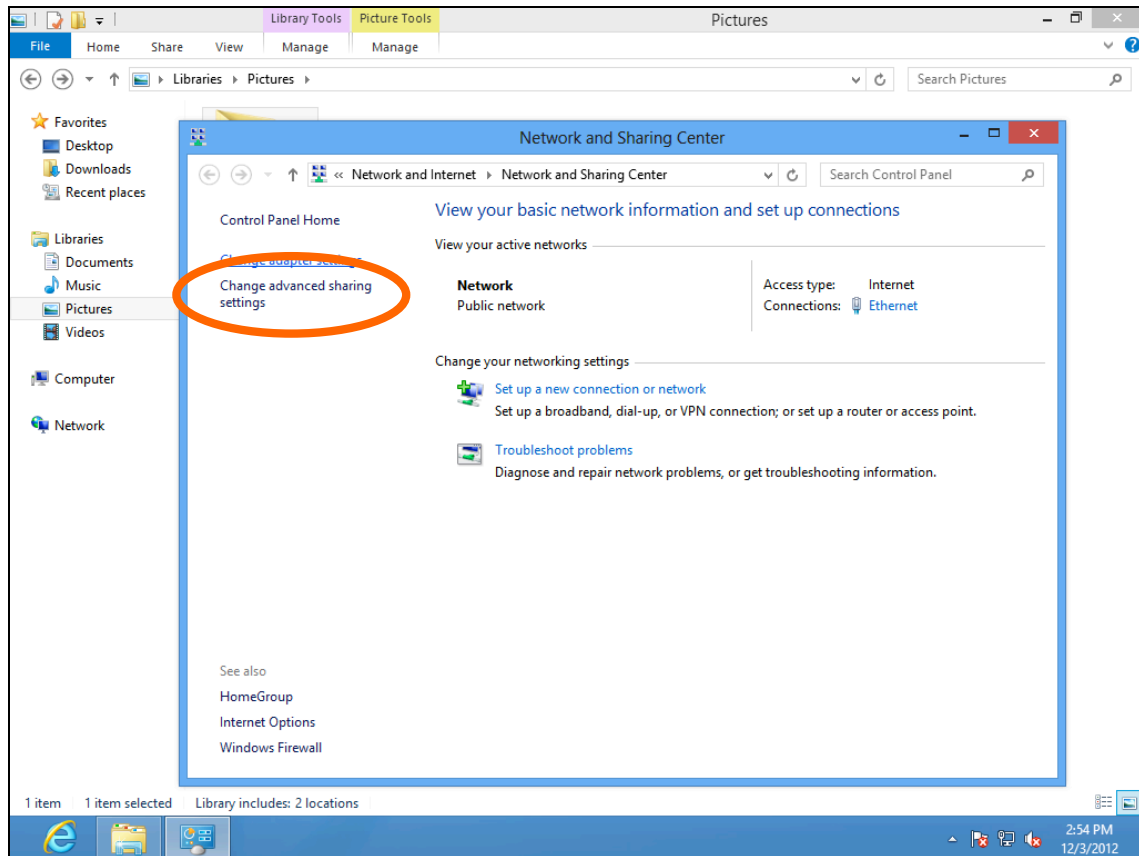 Library Tools Picture Tools Pictures
File Home Share View Manage Manage
Libraries Pictures Search Pictures
Favorites
Desktop
Downloads
Recent places
Libraries
Documents
Music
Pictures
Videos
Computer
Network
Network and Sharing Center
« Network and Internet Network and Sharing Center Search Control Panel
Control Panel Home
Change adapter settings
Change advanced sharing
settings
View your basic network information and set up connections
View your active networks
Network
Public network
Access type: Internet
Connections: Ethernet
Change your networking settings
Set up a new connection or network
Set up a broadband, dial-up, or VPN connection; or set up a router or access point.
Troubleshoot problems
Diagnose and repair network problems, or get troubleshooting information.
See also
HomeGroup
Internet Options
Windows Firewall
1 item 1 item selected Library includes: 2 locations
2:54 PM
12/3/2012